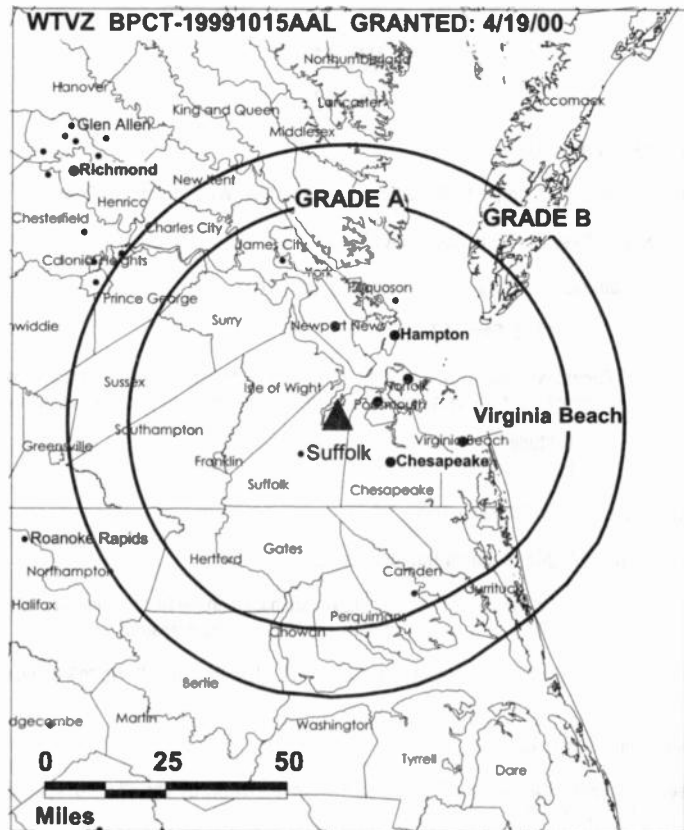 WTVZ BPCT-19991015AAL GRANTED: 4/19/00
Northumberland
Hanover
Lancaster
Accomack
King and Queen
Glen Allen
Middlesex
Richmond
New Kent
Henrico
GRADE A
GRADE B
Chesterfield
Charles City
James City
Colonial Heights
York
Poquoson
Prince George
Newport News
Surry
Hampton
nwiddie
Sussex
Isle of Wight
Norfolk
Portsmouth
Virginia Beach
Southampton
Virginia Beach
Greensville
Suffolk
Franklin
Chesapeake
Suffolk
Chesapeake
Roanoke Rapids
Gates
Hertford
Northampton
Camden
Currituck
Halifax
Perquimans
Chowan
Bertie
dgecombe
Martin
Washington
Tyrrell
Dare
0 25 50
Miles